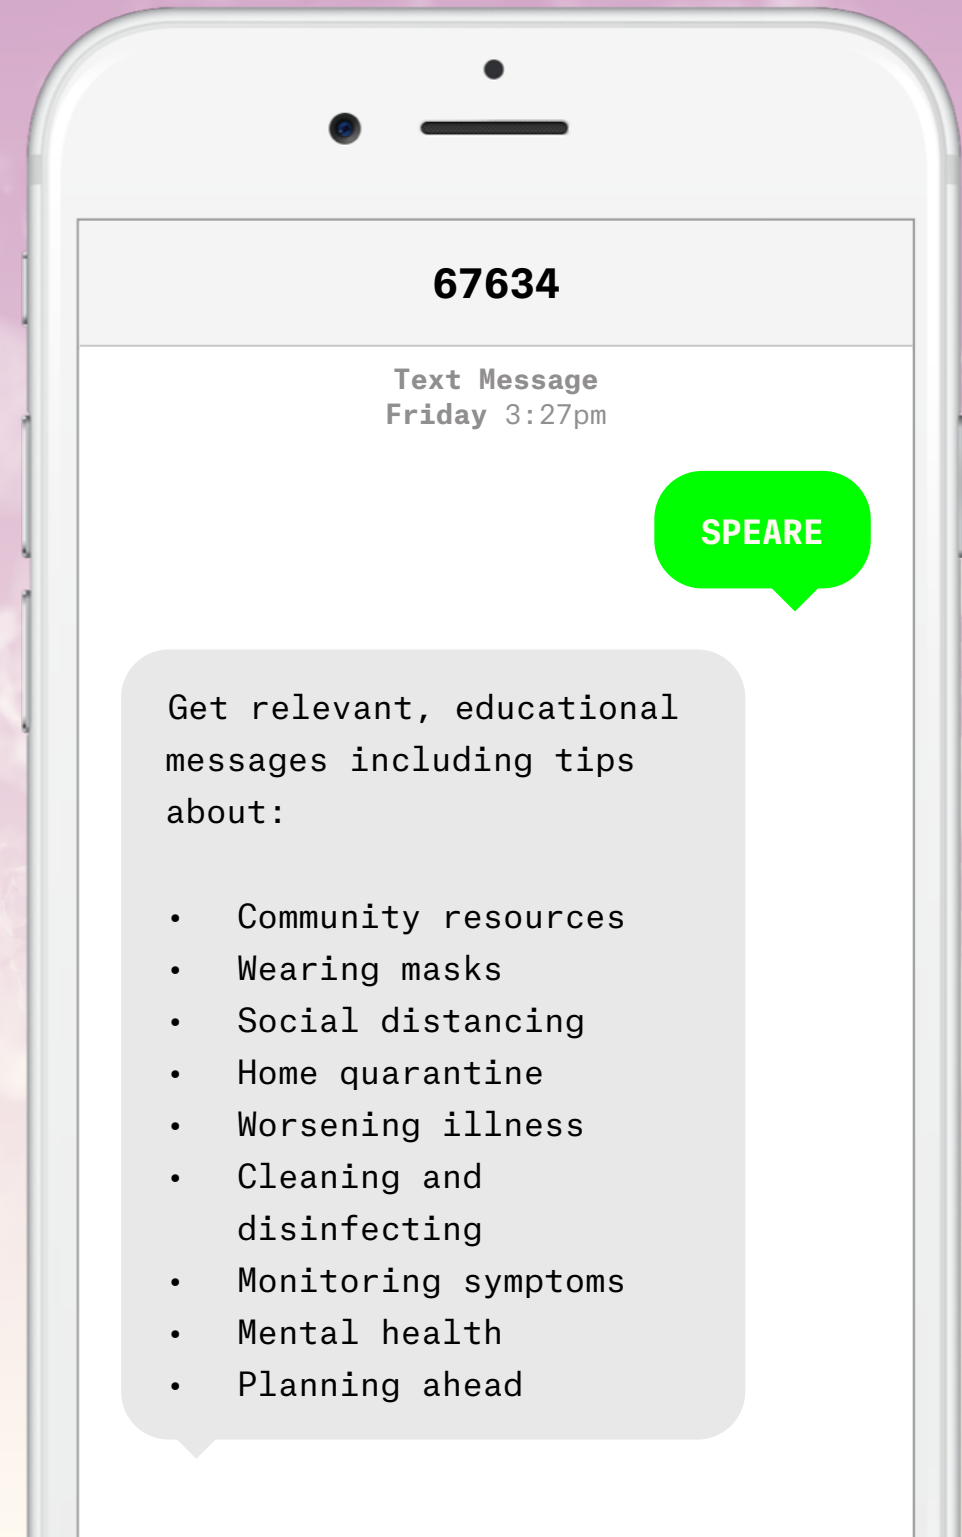 67634
Text Message
Friday 3:27pm
SPEARE
Get relevant, educational
messages including tips
about:
• Community resources
• Wearing masks
• Social distancing
• Home quarantine
• Worsening illness
• Cleaning and
disinfecting
• Monitoring symptoms
• Mental health
• Planning ahead